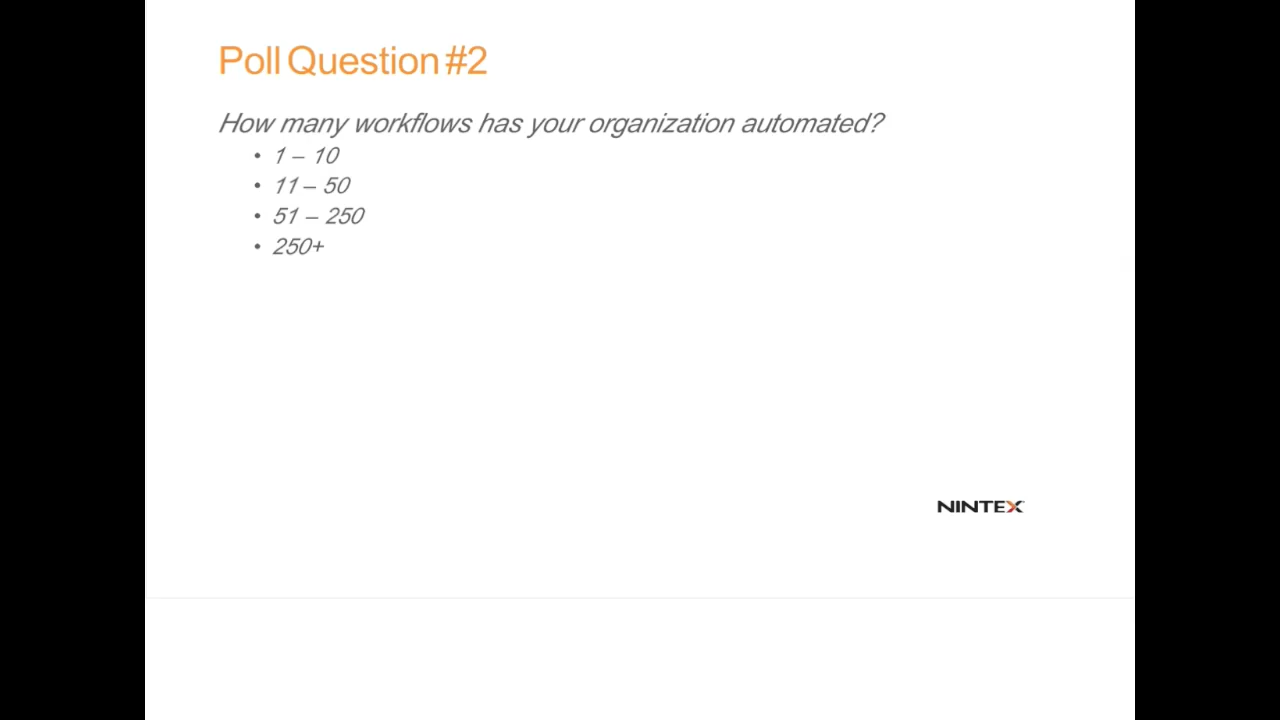 Poll Question #2
How many workflows has your organization automated?
• 1 – 10
• 11 – 50
• 51 – 250
• 250+
NINTEX